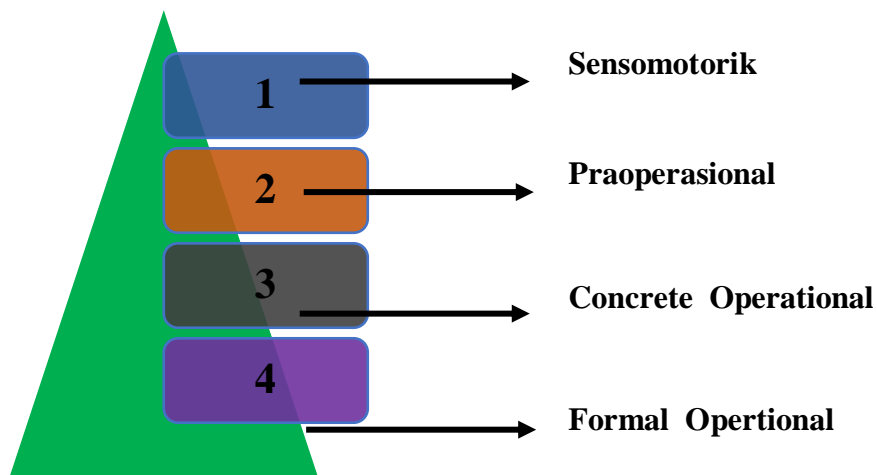 1
Sensomotorik
2
Praoperasional
3
Concrete Operational
4
Formal Opertional